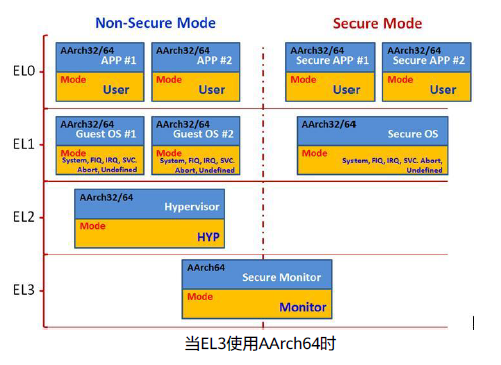 Non-Secure Mode
Secure Mode
EL0
AArch32/64
APP #1
Mode
User
AArch32/64
APP #2
Mode
User
AArch32/64
Secure APP #1
Mode
User
AArch32/64
Secure APP #2
Mode
User
EL1
AArch32/64
Guest OS #1
Mode
System, FIQ, IRQ, SVC.
Abort, Undefined
AArch32/64
Guest OS #2
Mode
System, FIQ, IRQ, SVC.
Abort, Undefined
AArch32/64
Secure OS
Mode
System, FIQ, IRQ, SVC. Abort,
Undefined
EL2
AArch32/64
Hypervisor
Mode
HYP
EL3
AArch64
Secure Monitor
Mode
Monitor
当EL3使用AArch64时